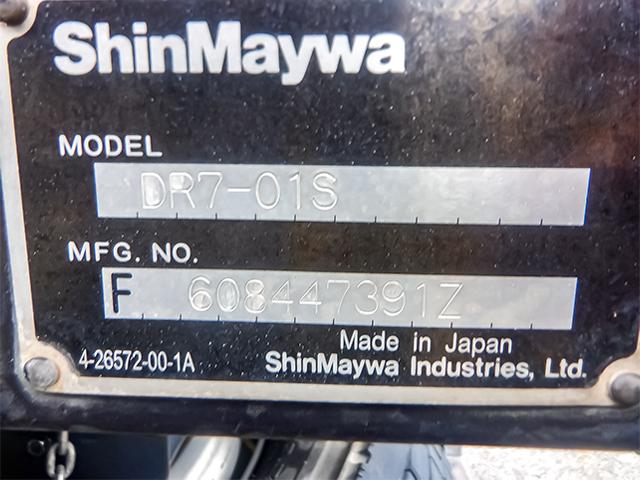 ShinMaywa
MODEL
DR7-01S
MFG. NO.
F 608447391Z
Made in Japan
4-26572-00-1A ShinMaywa Industries, Ltd.